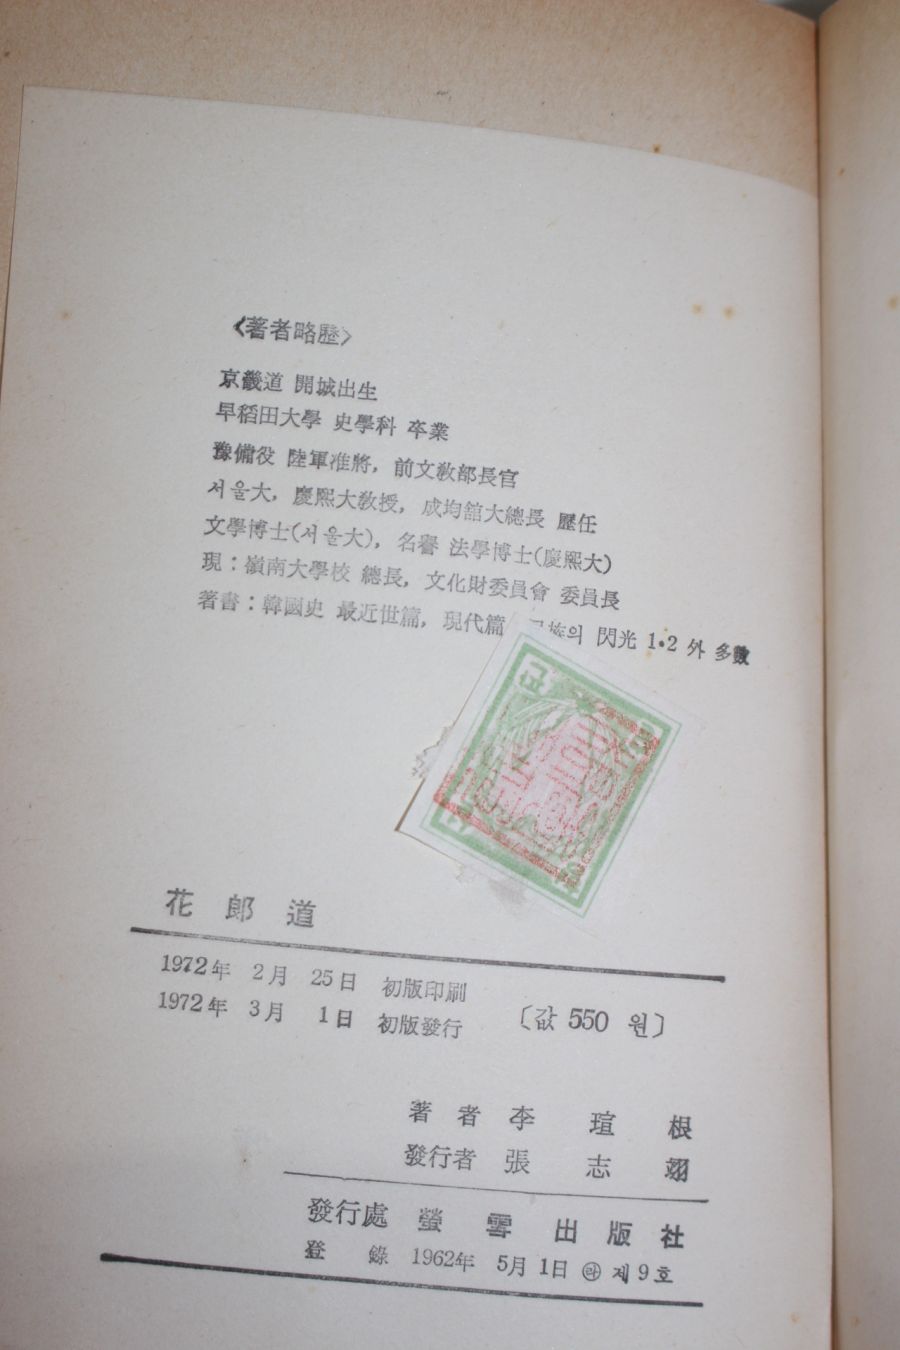 〈著者略歷〉
京畿道 開城出生
早稻田大學 史學科 卒業
豫備役 陸軍准將, 前文敎部長官
서울大, 慶熙大敎授, 成均舘大總長 歷任
文學博士(서울大), 名譽 法學博士(慶熙大)
現: 嶺南大學校 總長, 文化財委員會 委員長
著書: 韓國史 最近世篇, 現代篇 族의 閃光 1•2 外 多數
花郞道
1972年 2月 25日 初版印刷
1972年 3月 1日 初版發行
〔값 550 원〕
著者 李瑄根
發行者 張志翊
發行處 螢雪出版社
登錄 1962年 5月 1日 ㉣ 제9호